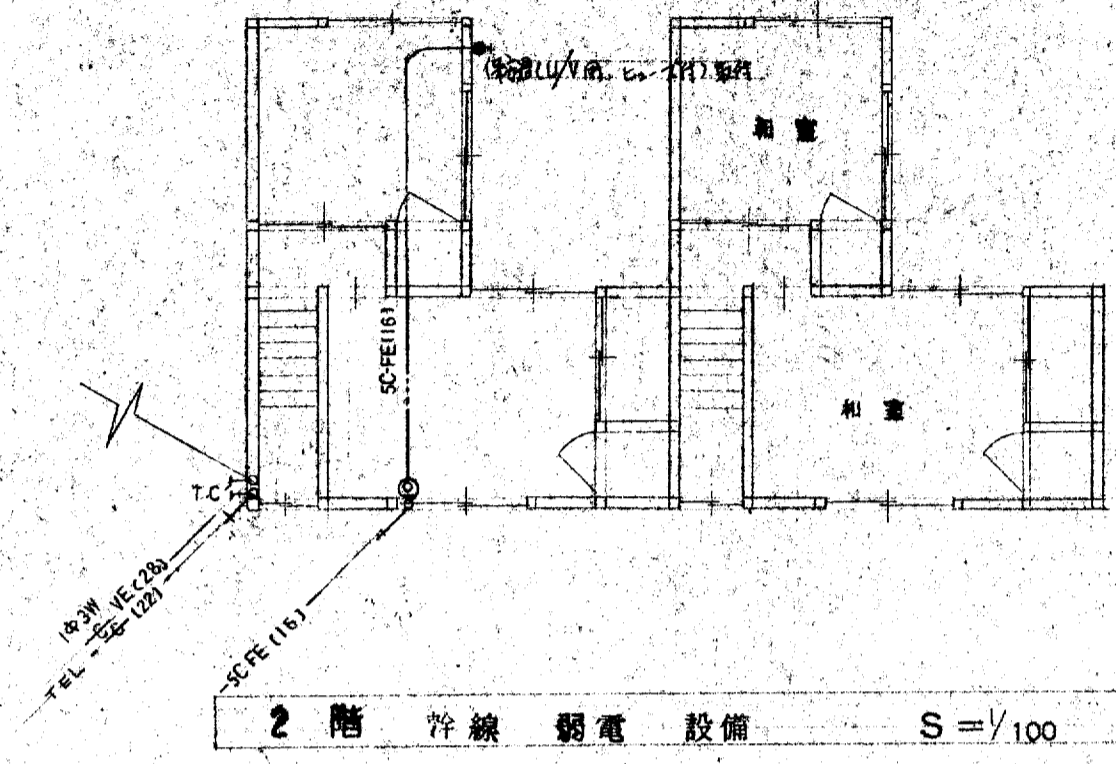 和室
5C-FE(16)
和室
T.C
1Φ3W VE(28)
TEL (22)
5C FE (16)
2 階 幹線 弱電 設備 S=1/100